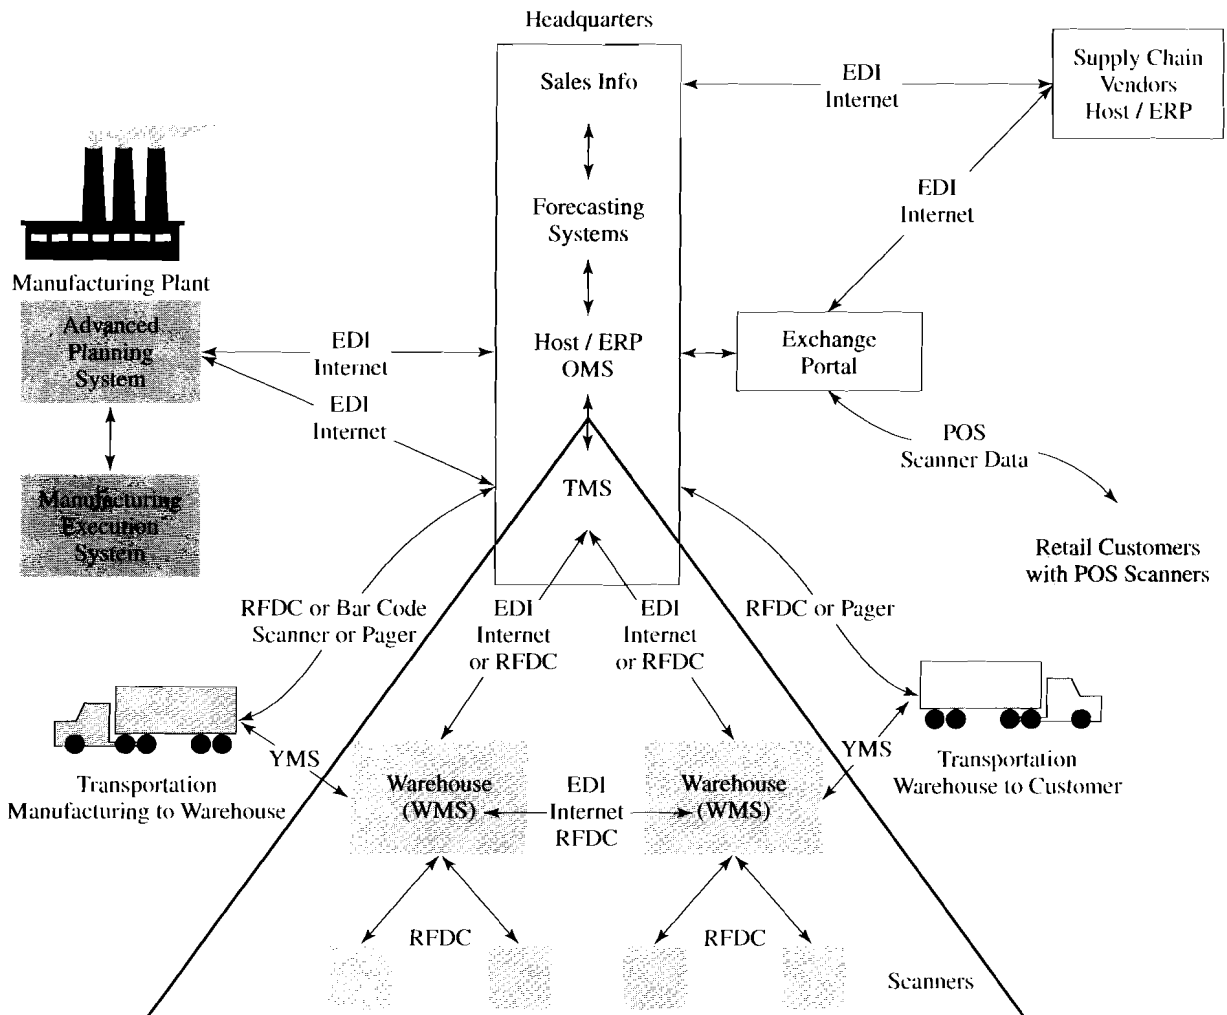 Headquarters
Sales Info
EDI
Internet
Supply Chain
Vendors
Host / ERP
EDI
Internet
Forecasting
Systems
Manufacturing Plant
Advanced
Planning
System
EDI
Internet
Host / ERP
OMS
Exchange
Portal
EDI
Internet
POS
Scanner Data
Manufacturing
Execution
System
TMS
Retail Customers
with POS Scanners
RFDC or Bar Code
Scanner or Pager
EDI
Internet
or RFDC
EDI
Internet
or RFDC
RFDC or Pager
YMS
YMS
Transportation
Manufacturing to Warehouse
Warehouse
(WMS)
EDI
Internet
RFDC
Warehouse
(WMS)
Transportation
Warehouse to Customer
RFDC
RFDC
Scanners